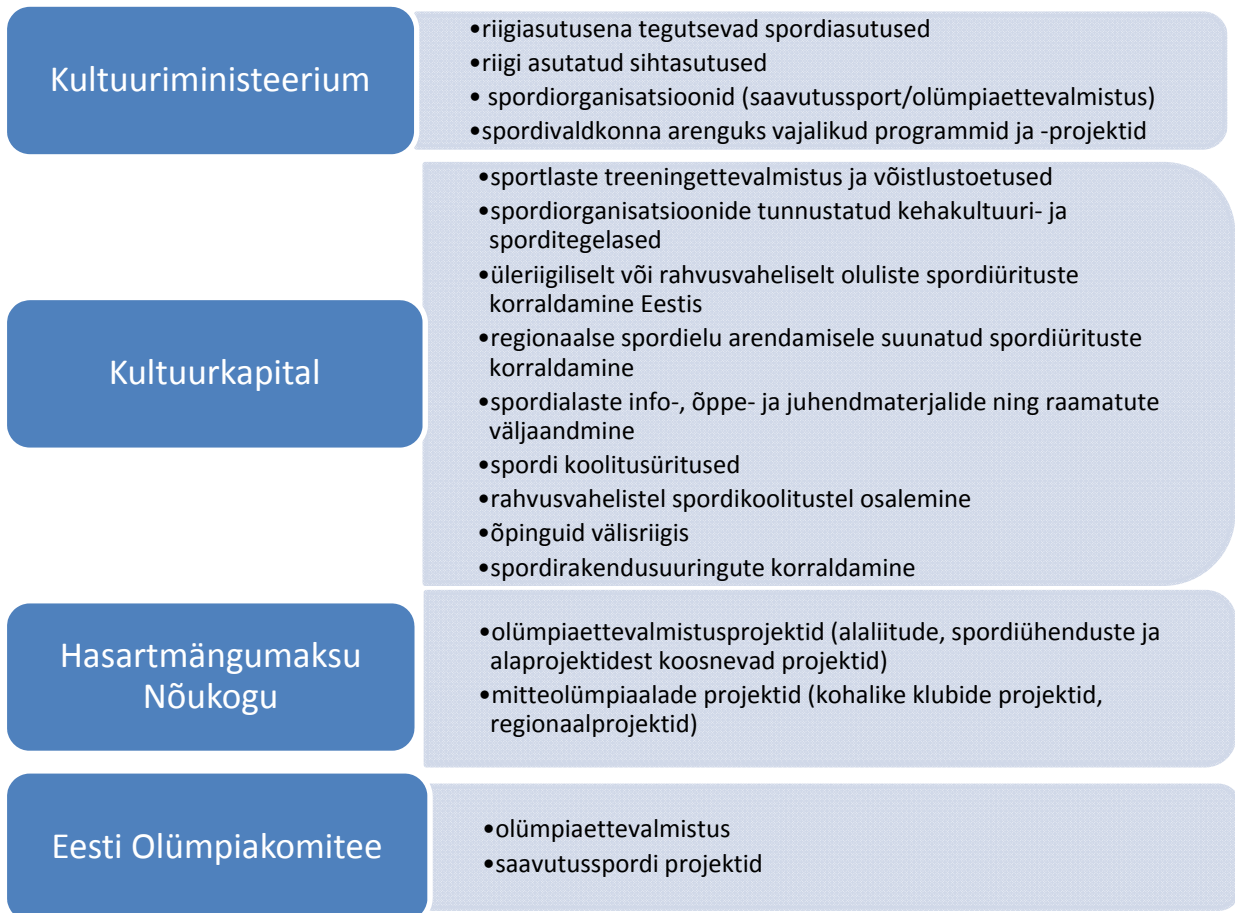 Kultuuriministeerium
•riigiasutusena tegutsevad spordiasutused
•riigi asutatud sihtasutused
• spordiorganisatsioonid (saavutussport/olümpiaettevalmistus)
•spordivaldkonna arenguks vajalikud programmid ja -projektid
Kultuurkapital
•sportlaste treeningettevalmistus ja võistlustoetused
•spordiorganisatsioonide tunnustatud kehakultuuri- ja
sporditegelased
•üleriigiliselt või rahvusvaheliselt oluliste spordiürituste
korraldamine Eestis
•regionaalse spordielu arendamisele suunatud spordiürituste
korraldamine
•spordialaste info-, õppe- ja juhendmaterjalide ning raamatute
väljaandmine
•spordi koolitusüritused
•rahvusvahelistel spordikoolitustel osalemine
•õpinguid välisriigis
•spordirakendusuuringute korraldamine
Hasartmängumaksu
Nõukogu
•olümpiaettevalmistusprojektid (alaliitude, spordiühenduste ja
alaprojektidest koosnevad projektid)
•mitteolümpiaalade projektid (kohalike klubide projektid,
regionaalprojektid)
Eesti Olümpiakomitee
•olümpiaettevalmistus
•saavutusspordi projektid